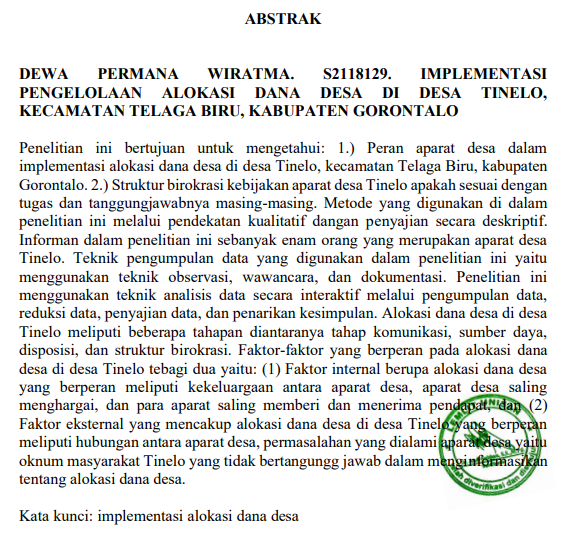 ABSTRAK
DEWA PERMANA WIRATMA. S2118129. IMPLEMENTASI
PENGELOLAAN ALOKASI DANA DESA DI DESA TINELO,
KECAMATAN TELAGA BIRU, KABUPATEN GORONTALO
Penelitian ini bertujuan untuk mengetahui: 1.) Peran aparat desa dalam
implementasi alokasi dana desa di desa Tinelo, kecamatan Telaga Biru, kabupaten
Gorontalo. 2.) Struktur birokrasi kebijakan aparat desa Tinelo apakah sesuai dengan
tugas dan tanggungjawabnya masing-masing. Metode yang digunakan di dalam
penelitian ini melalui pendekatan kualitatif dangan penyajian secara deskriptif.
Informan dalam penelitian ini sebanyak enam orang yang merupakan aparat desa
Tinelo. Teknik pengumpulan data yang digunakan dalam penelitian ini yaitu
menggunakan teknik observasi, wawancara, dan dokumentasi. Penelitian ini
menggunakan teknik analisis data secara interaktif melalui pengumpulan data,
reduksi data, penyajian data, dan penarikan kesimpulan. Alokasi dana desa di desa
Tinelo meliputi beberapa tahapan diantaranya tahap komunikasi, sumber daya,
disposisi, dan struktur birokrasi. Faktor-faktor yang berperan pada alokasi dana
desa di desa Tinelo tebagi dua yaitu: (1) Faktor internal berupa alokasi dana desa
yang berperan meliputi kekeluargaan antara aparat desa, aparat desa saling
menghargai, dan para aparat saling memberi dan menerima pendapat, dan (2)
Faktor eksternal yang mencakup alokasi dana desa di desa Tinelo yang berperan
meliputi hubungan antara aparat desa, permasalahan yang dialami aparat desa yaitu
oknum masyarakat Tinelo yang tidak bertangungg jawab dalam menginformasikan
tentang alokasi dana desa.
Kata kunci: implementasi alokasi dana desa